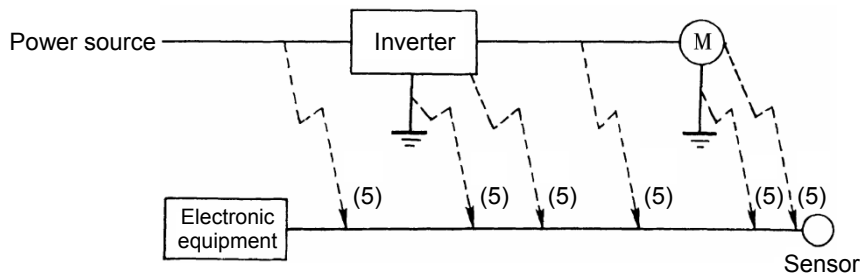 Power source
Inverter
M
(5)
(5)
(5)
(5)
(5)
(5)
Electronic
equipment
Sensor